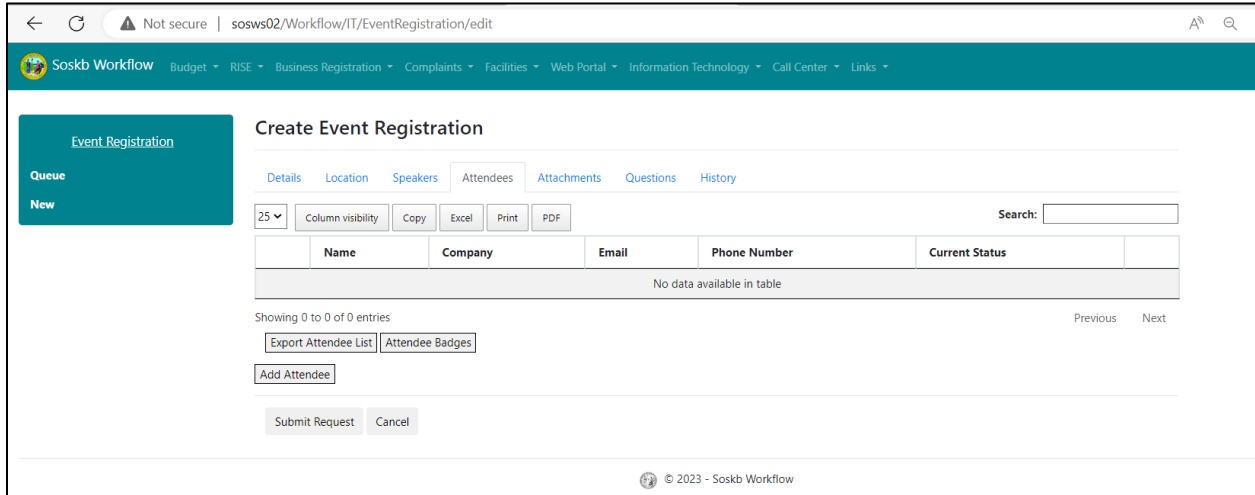 Not secure | sosws02/Workflow/IT/EventRegistration/edit
Soskb Workflow Budget RISE Business Registration Complaints Facilities Web Portal Information Technology Call Center Links
Event Registration
Queue
New
Create Event Registration
Details Location Speakers Attendees Attachments Questions History
25 Column visibility Copy Excel Print PDF Search:
Name Company Email Phone Number Current Status
No data available in table
Showing 0 to 0 of 0 entries Previous Next
Export Attendee List Attendee Badges
Add Attendee
Submit Request Cancel
© 2023 - Soskb Workflow